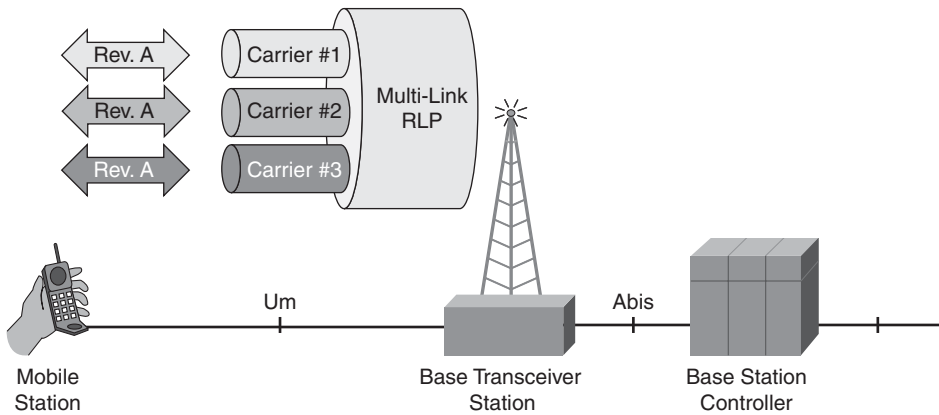 Rev. A
Carrier #1
Rev. A
Carrier #2
Rev. A
Carrier #3
Multi-Link
RLP
Um
Abis
Mobile
Station
Base Transceiver
Station
Base Station
Controller